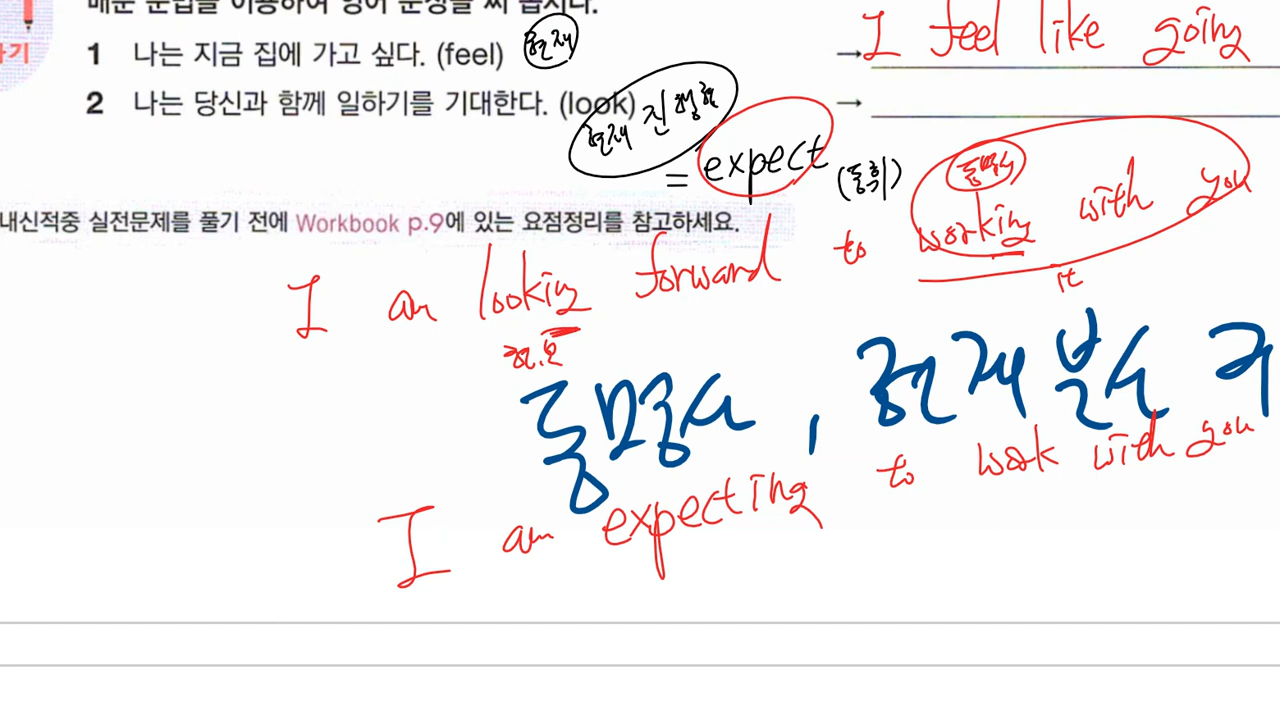 배운 문법을 이용하여 영어 문장을 써 봅시다.
1 나는 지금 집에 가고 싶다. (feel) 현재 → I feel like going
2 나는 당신과 함께 일하기를 기대한다. (look) →
현재 진행형
= expect (동획)
내신적중 실전문제를 풀기 전에 Workbook p.9에 있는 요점정리를 참고하세요.
동명사
I am looking forward to working with you
it
동명사, 현재분사
I am expecting to work with you